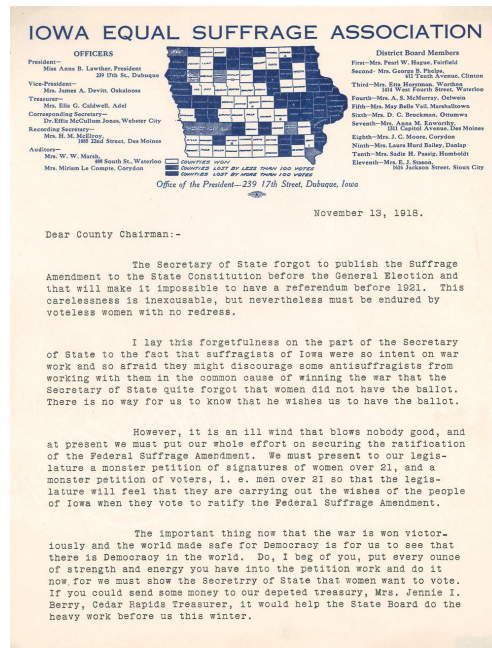 IOWA EQUAL SUFFRAGE ASSOCIATION
OFFICERS
President—
Miss Anna B. Lawther, President
239 17th St., Dubuque
Vice-President—
Mrs. James A. Devitt, Oskaloosa
Treasurer—
Mrs. Ella G. Caldwell, Adel
Corresponding Secretary—
Dr. Effie McCollum Jones, Webster City
Recording Secretary—
Mrs. H. M. McElroy,
1085 22nd Street, Des Moines
Auditors—
Mrs. W. W. Marsh,
408 South St., Waterloo
Mrs. Miriam Le Compte, Corydon
COUNTIES WON
COUNTIES LOST BY LESS THAN 100 VOTES
COUNTIES LOST BY MORE THAN 100 VOTES
District Board Members
First—Mrs. Pearl W. Hague, Fairfield
Second—Mrs. George B. Phelps,
611 Tenth Avenue, Clinton
Third—Mrs. Etta Horstman, Worthen
1414 West Fourth Street, Waterloo
Fourth—Mrs. A. S. McMurray, Oelwein
Fifth—Mrs. May Belle Vail, Marshalltown
Sixth—Mrs. D. C. Brockman, Ottumwa
Seventh—Mrs. Anna M. Enworthy,
1301 Capitol Avenue, Des Moines
Eighth—Mrs. J. C. Moore, Corydon
Ninth—Mrs. Laura Hurd Bailey, Dunlap
Tenth—Mrs. Sadie H. Passig, Humboldt
Eleventh—Mrs. E. J.
1616 Jackson Street, Sioux City
Office of the President—239 17th Street, Dubuque, Iowa
November 13, 1918.
Dear County Chairman:-
The Secretary of State forgot to publish the Suffrage
Amendment to the State Constitution before the General Election and
that will make it impossible to have a referendum before 1921. This
carelessness is inexousable, but nevertheless must be endured by
voteless women with no redress.
I lay this forgetfulness on the part of the Secretary
of State to the fact that suffragists of Iowa were so intent on war
work and so afraid they might discourage some antisuffragists from
working with them in the common cause of winning the war that the
Secretary of State quite forgot that women did not have the ballot.
There is no way for us to know that he wishes us to have the ballot.
However, it is an ill wind that blows nobody good, and
at present we must put our whole effort on securing the ratification
of the Federal Suffrage Amendment. We must present to our legis-
lature a monster petition of signatures of women over 21, and a
monster petition of voters, i. e. men over 2I so that the legis-
lature will feel that they are carrying out the wishes of the people
of Iowa when they vote to ratify the Federal Suffrage Amendment.
The important thing now that the war is won victor-
iously and the world made safe for Democracy is for us to see that
there is Democracy in the world. Do, I beg of you, put every ounce
of strength and energy you have into the petition work and do it
now, for we must show the Secretrry of State that women want to vote.
If you could send some money to our depeted treasury, Mrs. Jennie I.
Berry, Cedar Rapids Treasurer, it would help the State Board do the
heavy work before us this winter.